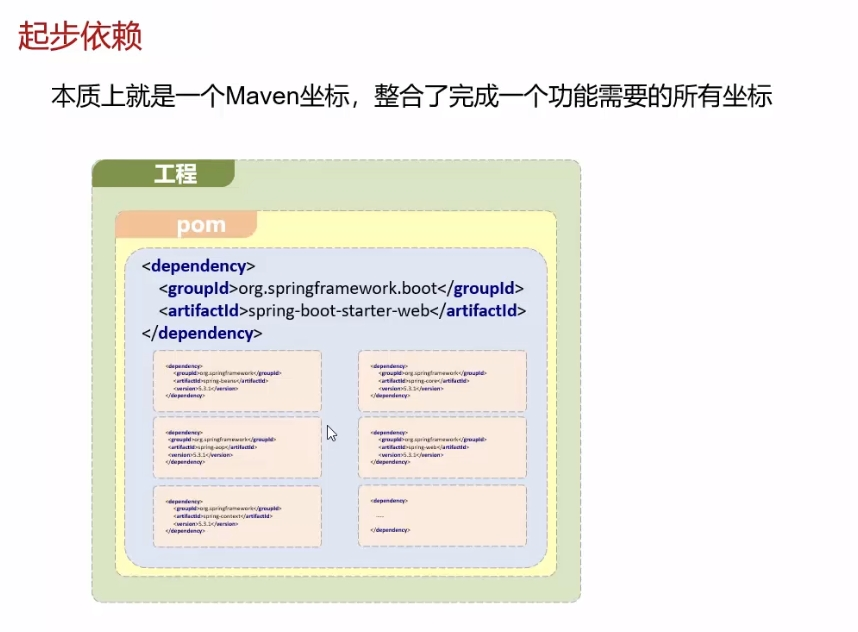 起步依赖
本质上就是一个Maven坐标，整合了完成一个功能需要的所有坐标
工程
pom
<dependency>
<groupId>org.springframework.boot</groupId>
<artifactId>spring-boot-starter-web</artifactId>
</dependency>
<dependency>
<groupId>org.springframework</groupId>
<artifactId>spring-beans</artifactId>
<version>5.3.1</version>
</dependency>
<dependency>
<groupId>org.springframework</groupId>
<artifactId>spring-core</artifactId>
<version>5.3.1</version>
</dependency>
<dependency>
<groupId>org.springframework</groupId>
<artifactId>spring-aop</artifactId>
<version>5.3.1</version>
</dependency>
<dependency>
<groupId>org.springframework</groupId>
<artifactId>spring-web</artifactId>
<version>5.3.1</version>
</dependency>
<dependency>
<groupId>org.springframework</groupId>
<artifactId>spring-context</artifactId>
<version>5.3.1</version>
</dependency>
<dependency>
......
</dependency>